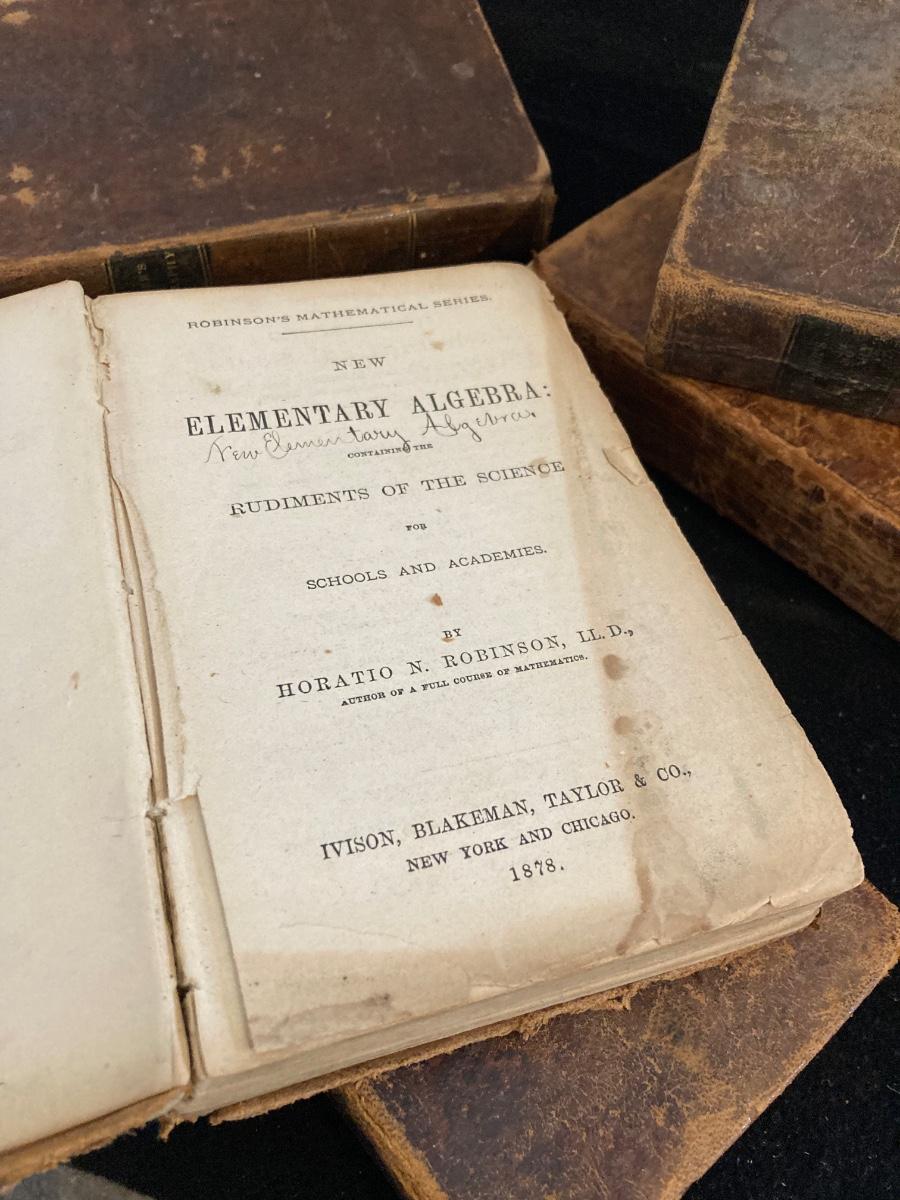 ROBINSON'S MATHEMATICAL SERIES.
NEW
ELEMENTARY ALGEBRA:
New Elementary Algebra.
CONTAINING THE
RUDIMENTS OF THE SCIENCE
FOR
SCHOOLS AND ACADEMIES.
BY
HORATIO N. ROBINSON, LL. D.,
AUTHOR OF A FULL COURSE OF MATHEMATICS.
IVISON, BLAKEMAN, TAYLOR & CO.,
NEW YORK AND CHICAGO.
1878.